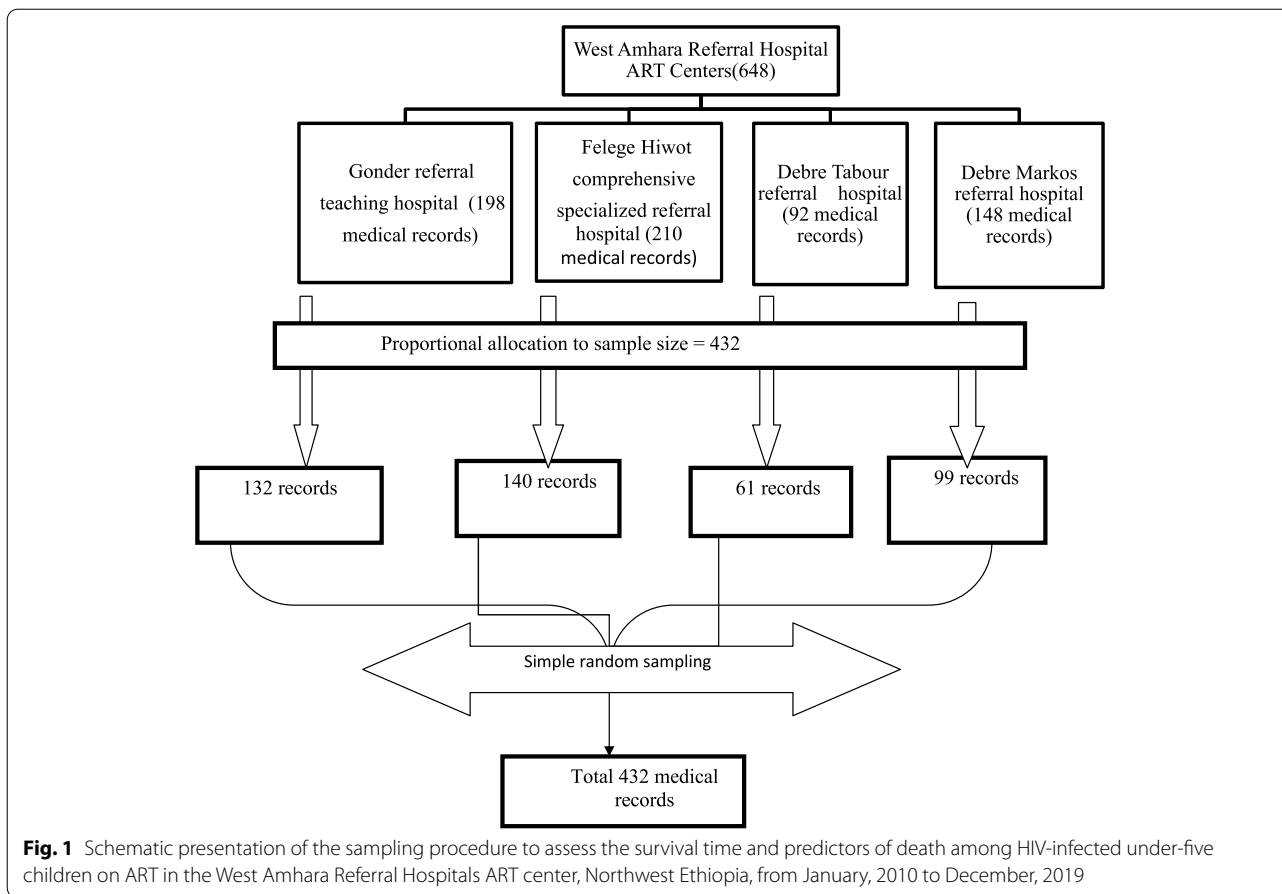 West Amhara Referral Hospital
ART Centers(648)
Gonder referral
teaching hospital (198
medical records)
Felege Hiwot
comprehensive
specialized referral
hospital (210
medical records)
Debre Tabour
referral hospital
(92 medical
records)
Debre Markos
referral hospital
(148 medical
records)
Proportional allocation to sample size = 432
132 records
140 records
61 records
99 records
Simple random sampling
Total 432 medical
records
Fig. 1 Schematic presentation of the sampling procedure to assess the survival time and predictors of death among HIV-infected under-five
children on ART in the West Amhara Referral Hospitals ART center, Northwest Ethiopia, from January, 2010 to December, 2019